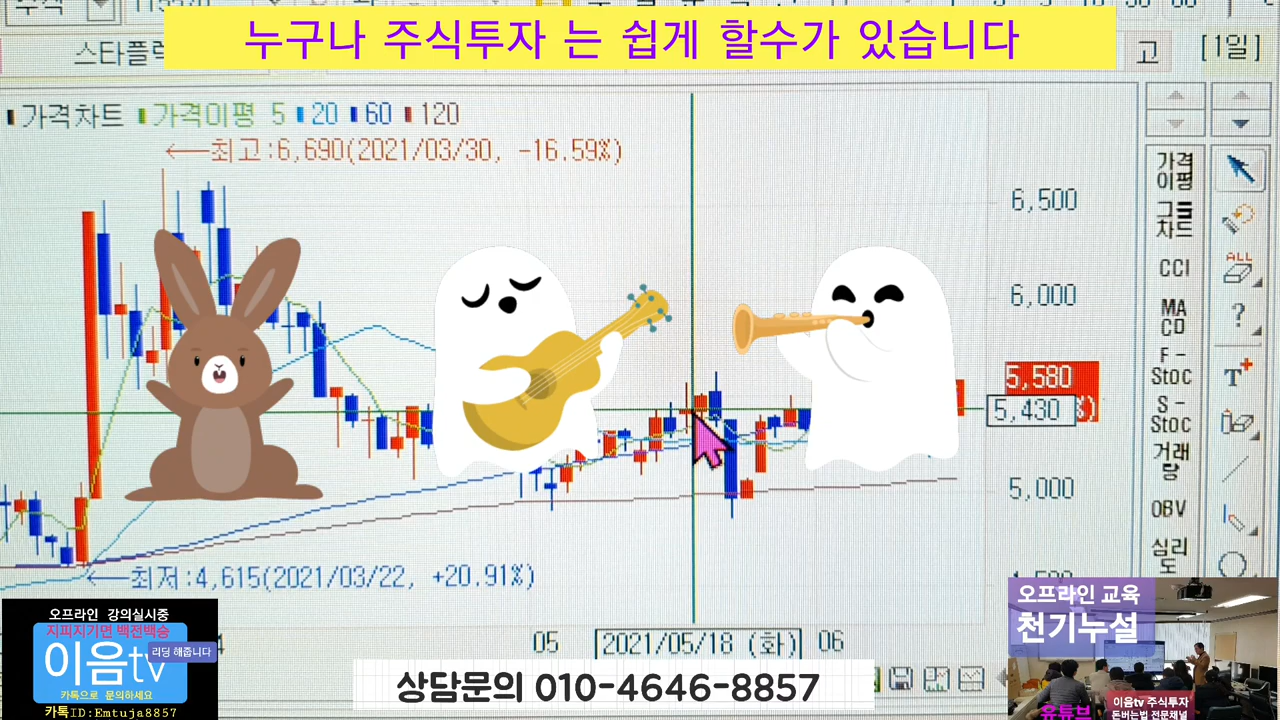 누구나 주식투자 는 쉽게 할수가 있습니다
스타플
고
[1일]
가격차트 가격이평 5 20 60 120
←최고:6,690(2021/03/30, -16.59%)
6,500
6,000
5,580
5,430
%)
5,000
←최저:4,615(2021/03/22, +20.91%)
05
2021/05/18 (화)
06
가격
이평
그물
차트
CCI
MA
CD
F-
Stoc
S-
Stoc
거래
량
OBV
심리
도
ALL
?
T+
오프라인 강의실시중
지피지기면 백전백승
이음tv
리딩 해줍니다
카톡으로 문의하세요
카톡ID:Emtuja8857
상담문의 010-4646-8857
오프라인 교육
천기누설
이음tv 주식투자
유튜브
돈버는법 전문채널